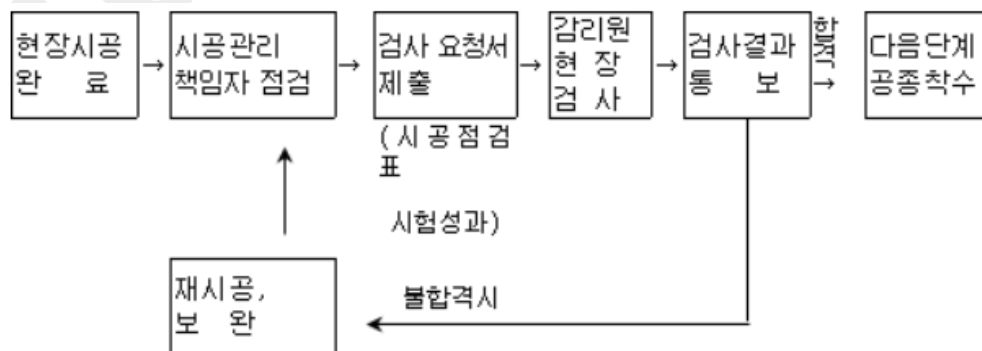 현장시공
완 료
→
시공관리
책임자 점검
→
검사 요청서
제출
(시공점검
표
시험성과)
→
감리원
현 장
검 사
→
검사결과
통 보
합격
→
다음단계
공종착수
재시공,
보 완
불합격시